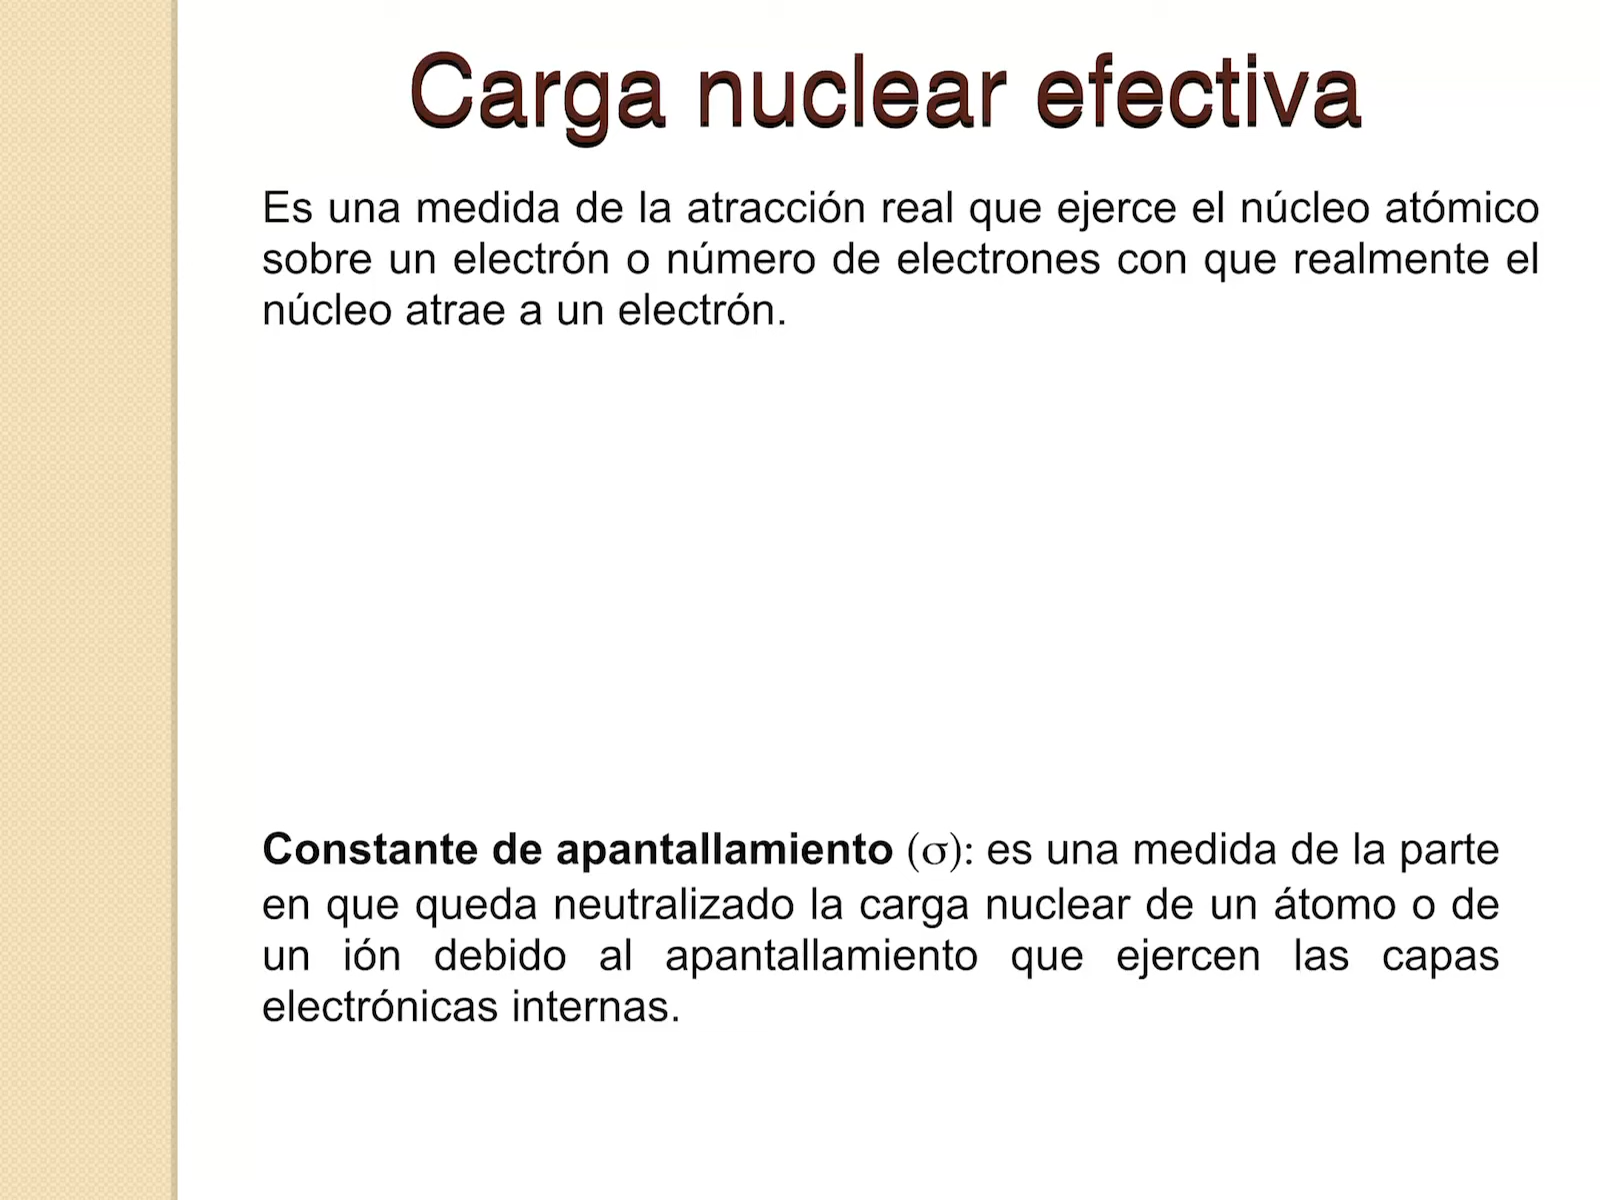 Carga nuclear efectiva
Es una medida de la atracción real que ejerce el núcleo atómico
sobre un electrón o número de electrones con que realmente el
núcleo atrae a un electrón.
Constante de apantallamiento (σ): es una medida de la parte
en que queda neutralizado la carga nuclear de un átomo o de
un ión debido al apantallamiento que ejercen las capas
electrónicas internas.